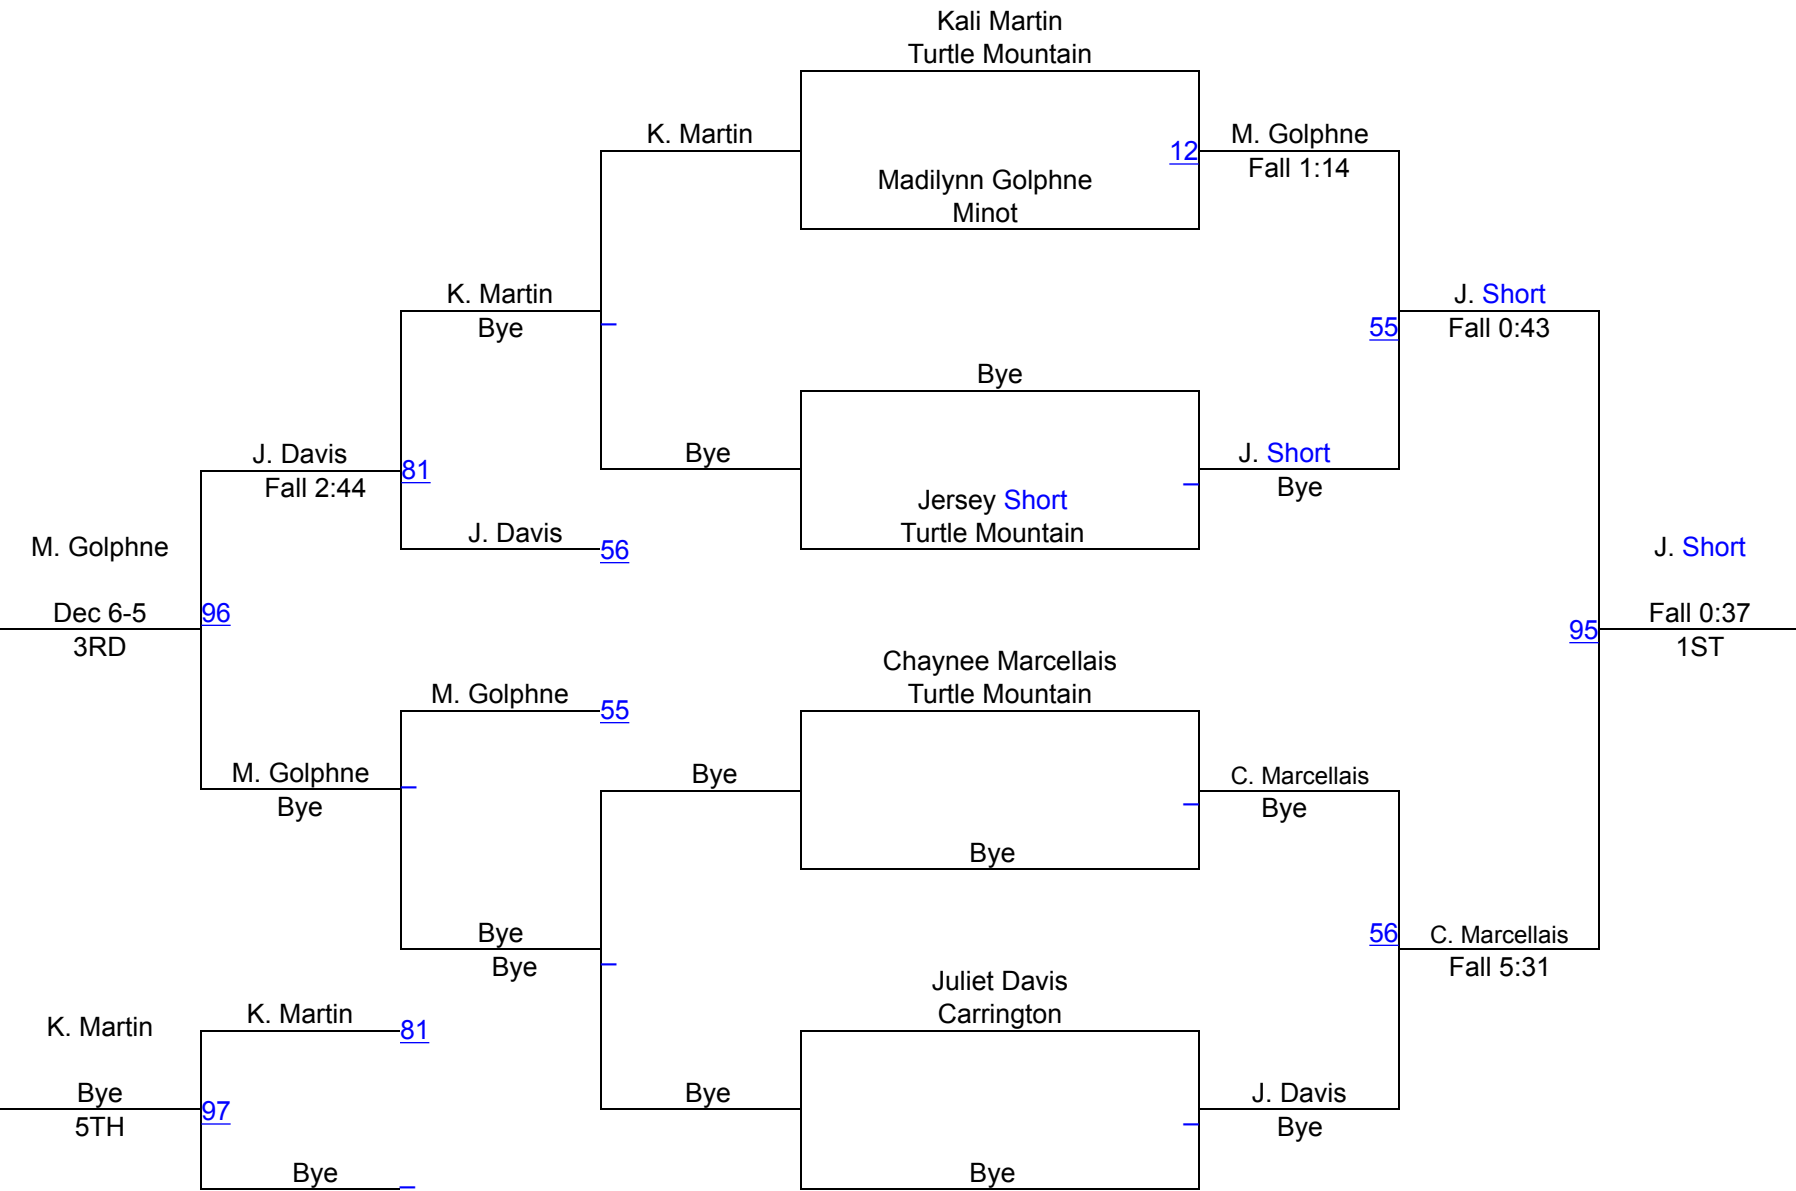 Kali Martin
Turtle Mountain
K. Martin
12
M. Golphne
Fall 1:14
Madilynn Golphne
Minot
K. Martin
Bye
55
J. Short
Fall 0:43
Bye
J. Davis
Fall 2:44
81
Bye
J. Short
Bye
Jersey Short
Turtle Mountain
J. Davis
56
M. Golphne
Dec 6-5
3RD
96
J. Short
Fall 0:37
1ST
95
Chaynee Marcellais
Turtle Mountain
M. Golphne
55
M. Golphne
Bye
Bye
C. Marcellais
Bye
Bye
Bye
Bye
56
C. Marcellais
Fall 5:31
Juliet Davis
Carrington
K. Martin
K. Martin
81
Bye
5TH
97
Bye
J. Davis
Bye
Bye
Bye